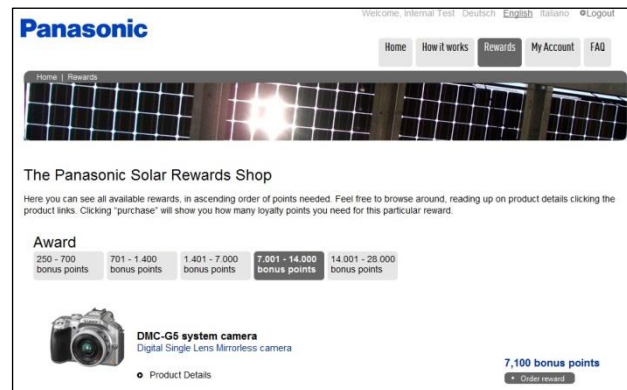 Welcome, Internal Test Deutsch English Italiano Logout
Panasonic
Home How it works Rewards My Account FAQ
Home | Rewards
The Panasonic Solar Rewards Shop
Here you can see all available rewards, in ascending order of points needed. Feel free to browse around, reading up on product details clicking the
product links. Clicking "purchase" will show you how many loyalty points you need for this particular reward.
Award
250 - 700 701 - 1.400 1.401 - 7.000 7.001 - 14.000 14.001 - 28.000
bonus points bonus points bonus points bonus points bonus points
DMC-G5 system camera
Digital Single Lens Mirrorless camera
Product Details
7,100 bonus points
Order reward